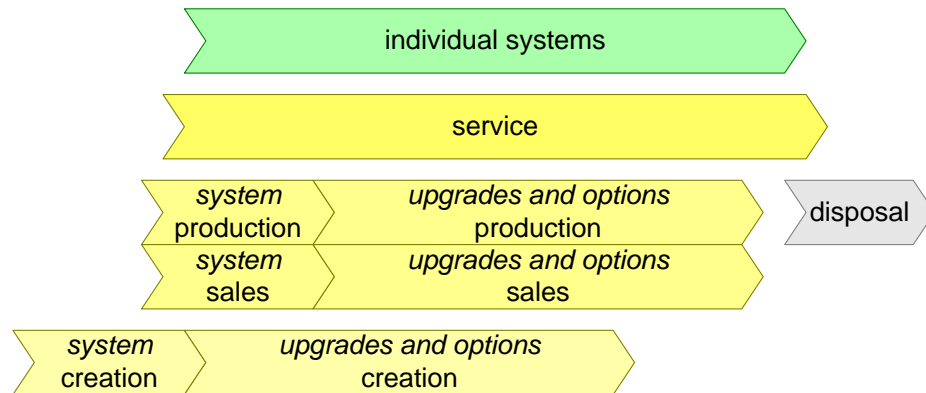 individual systems
service
system
production
upgrades and options
production
disposal
system
sales
upgrades and options
sales
system
creation
upgrades and options
creation